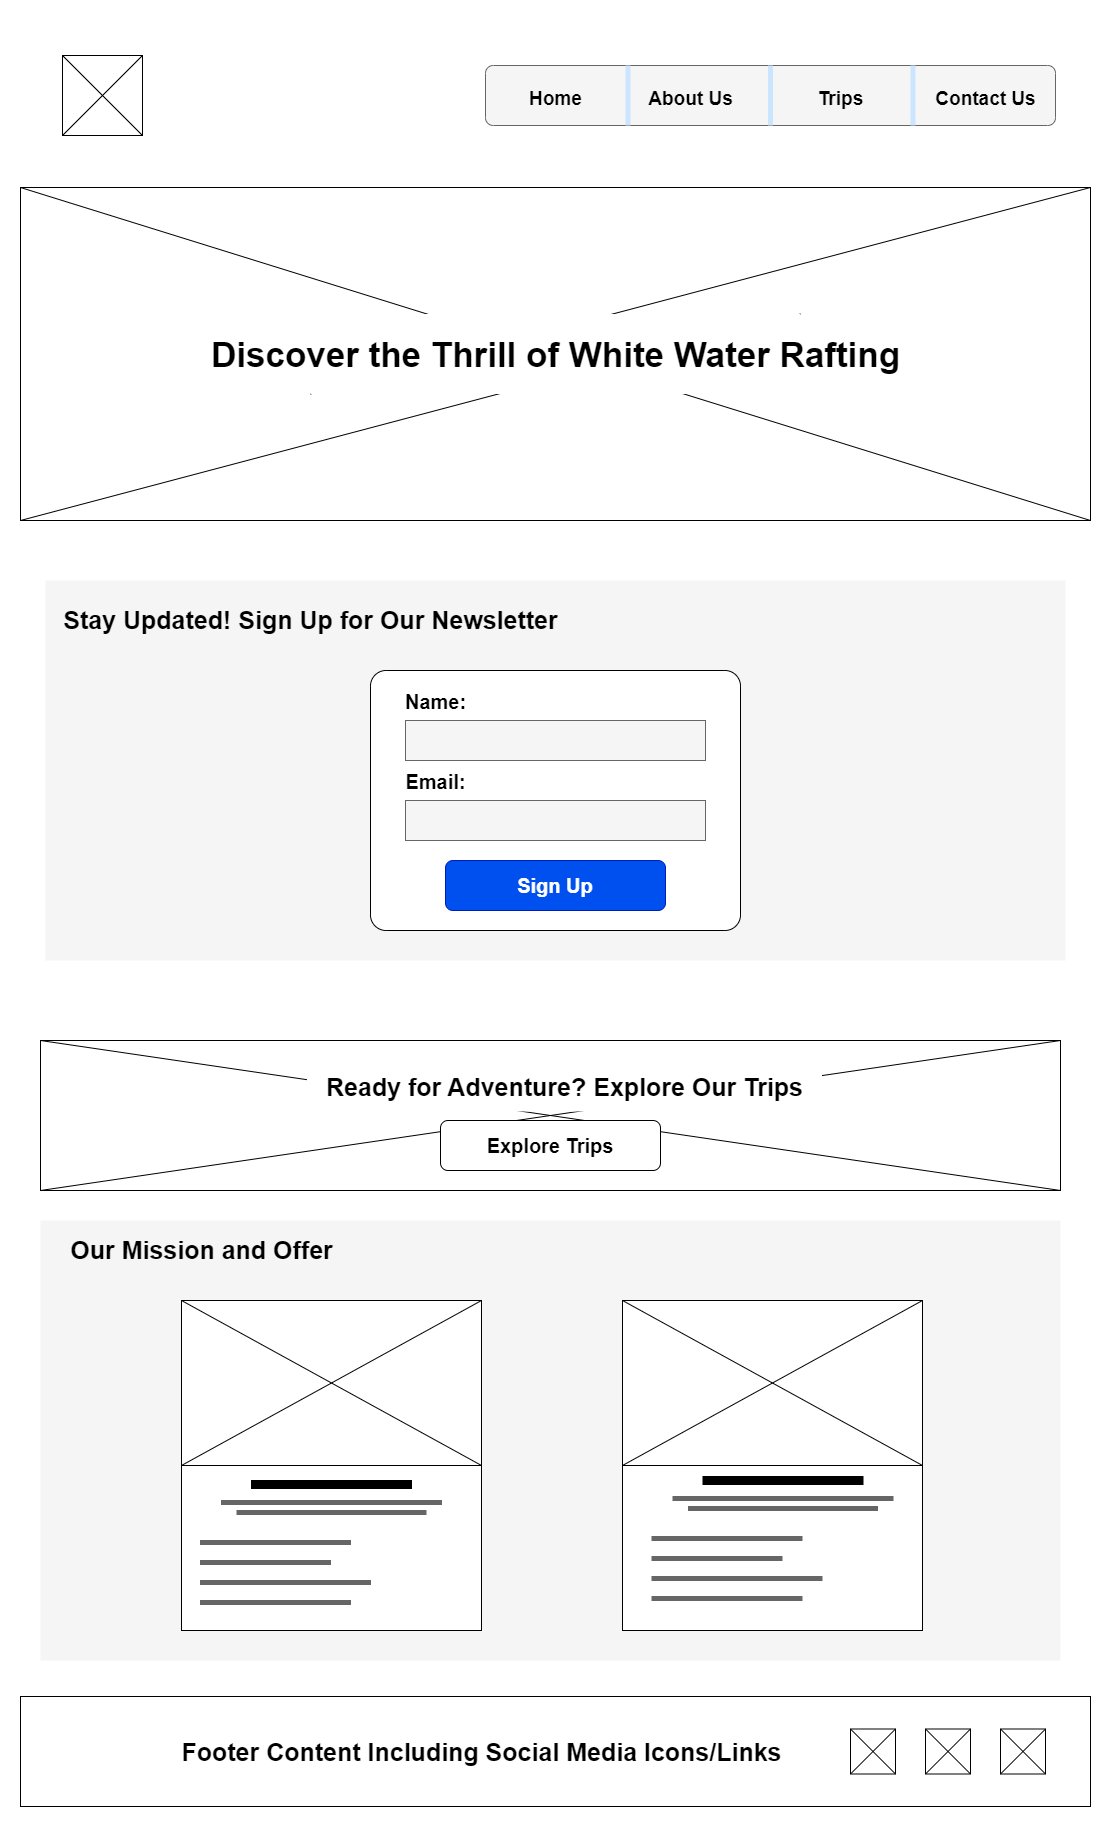 Home
About Us
Trips
Contact Us
Discover the Thrill of White Water Rafting
Stay Updated! Sign Up for Our Newsletter
Name:
Email:
Sign Up
Ready for Adventure? Explore Our Trips
Explore Trips
Our Mission and Offer
Footer Content Including Social Media Icons/Links